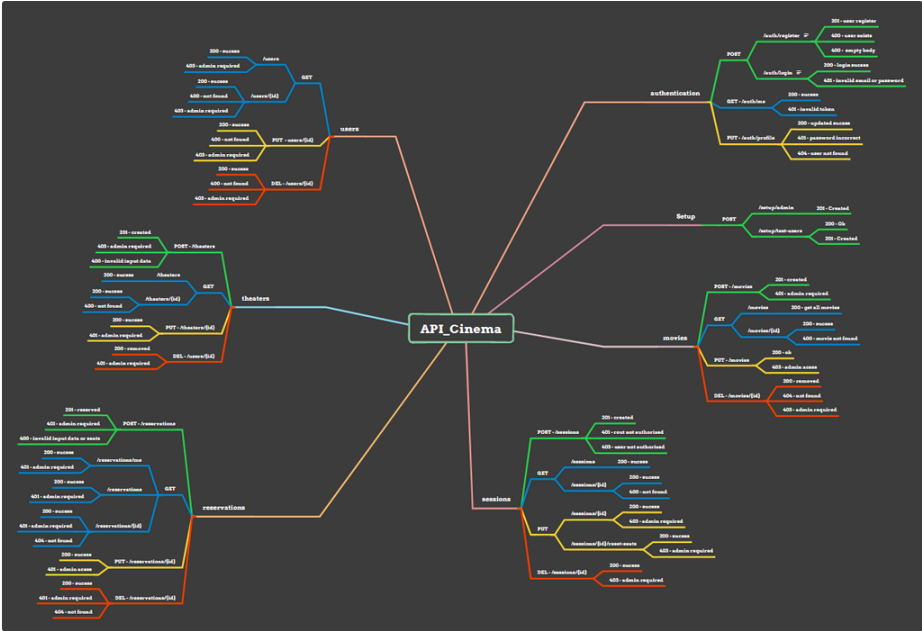 API_Cinema
authentication
POST
/auth/register
201 - user register
400 - user exists
400 - empty body
/auth/login
200 - login sucess
401 - invalid email or password
GET - /auth/me
200 - sucess
401 - invalid token
PUT - /auth/profile
200 - updated sucess
401 - password incorrect
404 - user not found
Setup
POST
/setup/admin
201 - Created
/setup/test-users
200 - Ok
201 - Created
movies
POST - /movies
201 - created
401 - admin required
GET
/movies
200 - get all movies
/movies/{id}
200 - sucess
400 - movie not found
PUT - /movies
200 - ok
403 - admin acess
DEL - /movies/{id}
200 - removed
404 - not found
403 - admin required
sessions
POST - /sessions
201 - created
401 - rout not authorized
403 - user not authorized
GET
/sessions
200 - sucess
/sessions/{id}
200 - sucess
400 - not found
PUT
/sessions/{id}
200 - sucess
403 - admin required
/sessions/{id}/reset-seats
200 - sucess
403 - admin required
DEL - /sessions/{id}
200 - sucess
403 - admin required
users
GET
/users
200 - sucess
403 - admin required
/users/{id}
200 - sucess
400 - not found
403 - admin required
PUT - users/{id}
200 - sucess
400 - not found
403 - admin required
DEL - /users/{id}
200 - sucess
400 - not found
403 - admin required
theaters
POST - /theaters
201 - created
403 - admin required
400 - invalid input data
GET
/theaters
200 - sucess
/theaters/{id}
200 - sucess
400 - not found
PUT - /theaters/{id}
200 - sucess
401 - admin required
DEL - /users/{id}
200 - removed
401 - admin required
reservations
POST - /reservations
201 - reserved
401 - admin required
400 - invalid input data or seats
GET
/reservations/me
200 - sucess
401 - admin required
/reservations
200 - sucess
401 - admin required
/reservations/{id}
200 - sucess
401 - admin required
404 - not found
PUT - /reservations/{id}
200 - sucess
401 - admin acess
DEL - /reservations/{id}
200 - sucess
401 - admin required
404 - not found